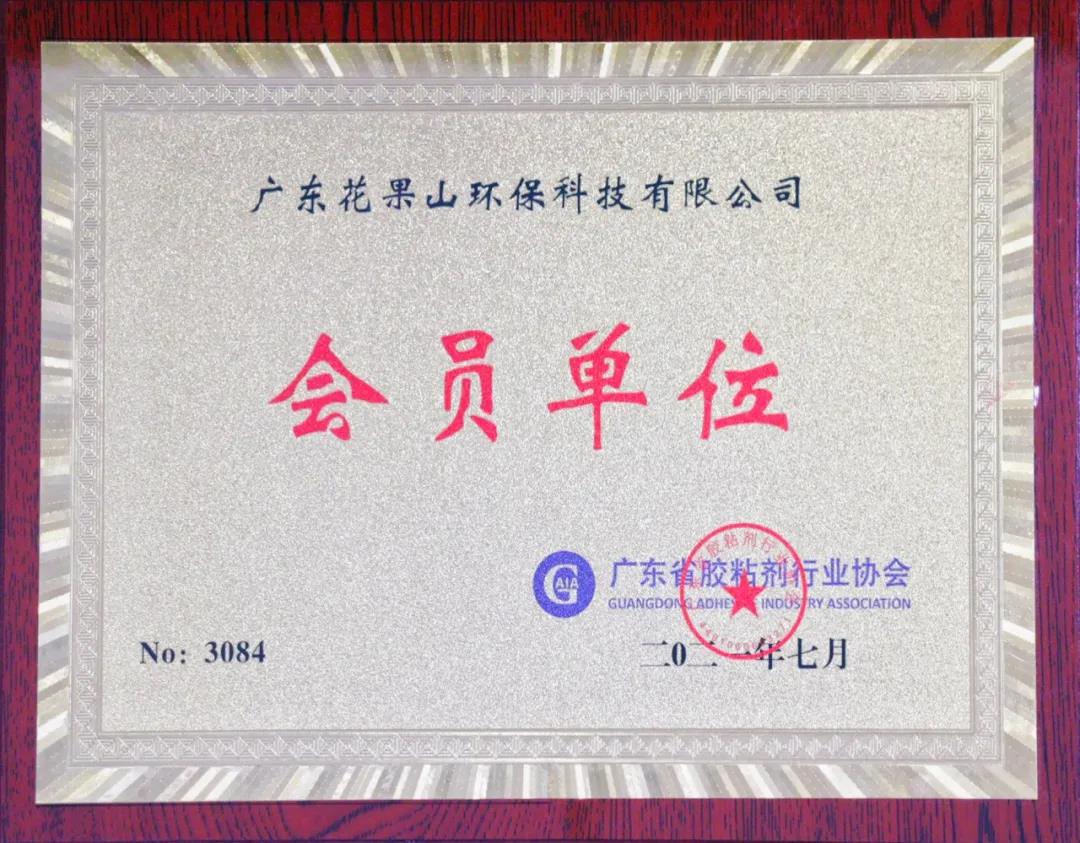 广东花果山环保科技有限公司
会员单位
GAIA
广东省胶粘剂行业协会
GUANGDONG ADHESIVE INDUSTRY ASSOCIATION
No：3084
二0二一年七月